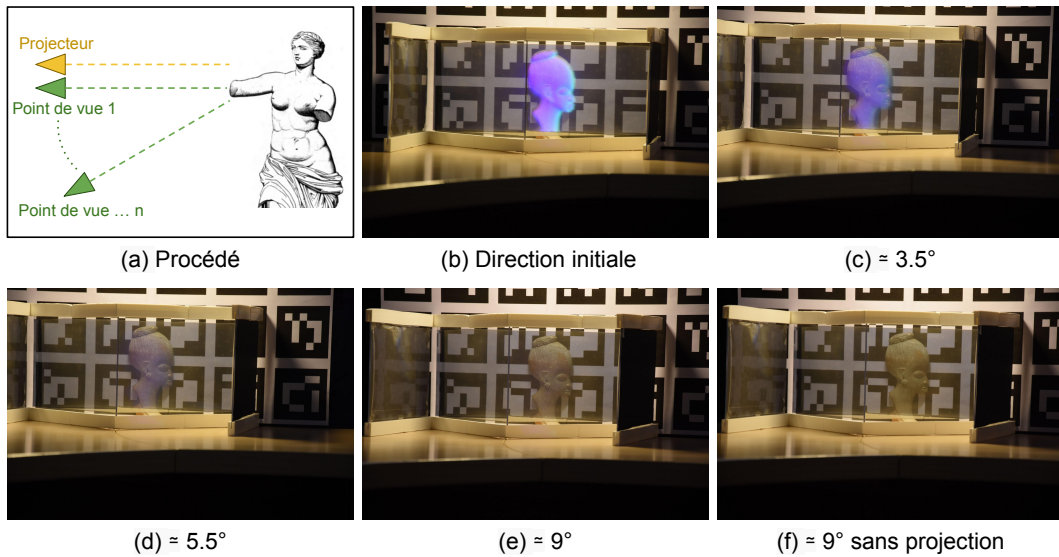 Projecteur
Point de vue 1
Point de vue … n
(a) Procédé
(b) Direction initiale
(c) ≃ 3.5°
(d) ≃ 5.5°
(e) ≃ 9°
(f) ≃ 9° sans projection